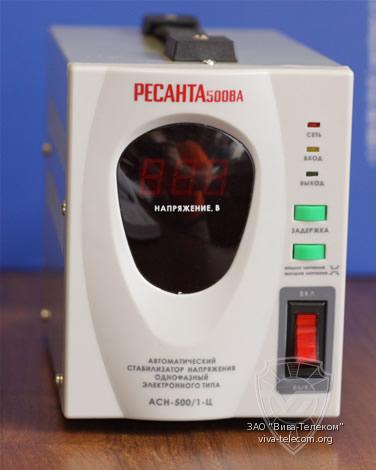 РЕСАНТА500ВА
СЕТЬ
ВХОД
ВЫХОД
НАПРЯЖЕНИЕ, В
ЗАДЕРЖКА
ВКЛ.
ВЫКЛ.
АВТОМАТИЧЕСКИЙ
СТАБИЛИЗАТОР НАПРЯЖЕНИЯ
ОДНОФАЗНЫЙ
ЭЛЕКТРОННОГО ТИПА
АСН-500/1-Ц
ЗАО "Вива-Телеком"
viva-telecom.org